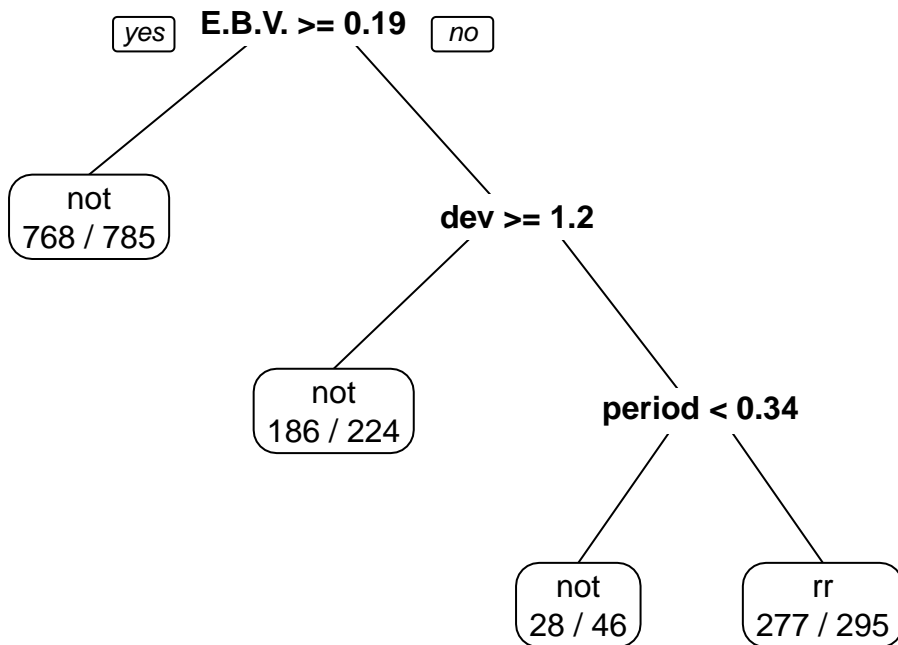 yes
E.B.V. >= 0.19
no
not
768 / 785
dev >= 1.2
not
186 / 224
period < 0.34
not
28 / 46
rr
277 / 295